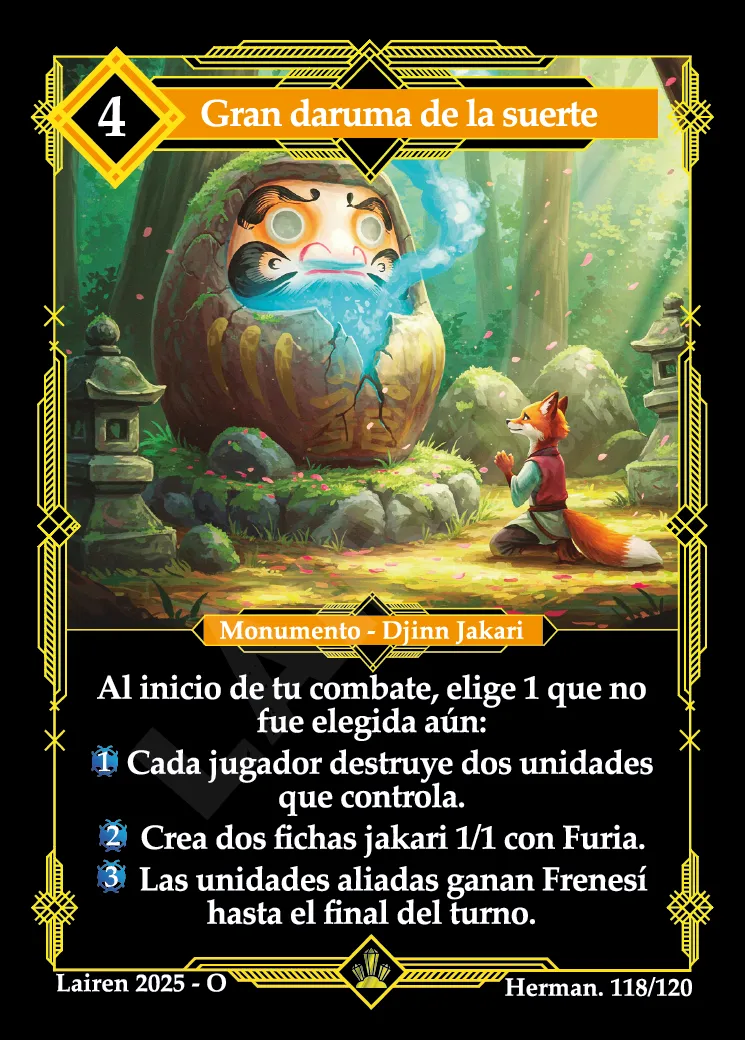 4
Gran daruma de la suerte
Monumento - Djinn Jakari
Al inicio de tu combate, elige 1 que no
fue elegida aún:
1 Cada jugador destruye dos unidades
que controla.
2 Crea dos fichas jakari 1/1 con Furia.
3 Las unidades aliadas ganan Frenesí
hasta el final del turno.
Lairen 2025 - O
Herman. 118/120